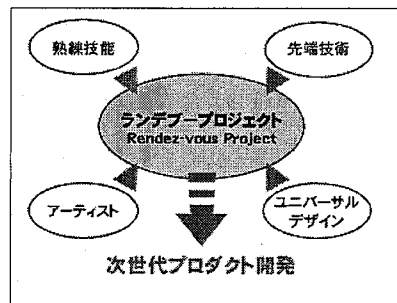 熟練技能
先端技術
ランデブープロジェクト
Rendez-vous Project
アーティスト
ユニバーサル
デザイン
次世代プロダクト開発